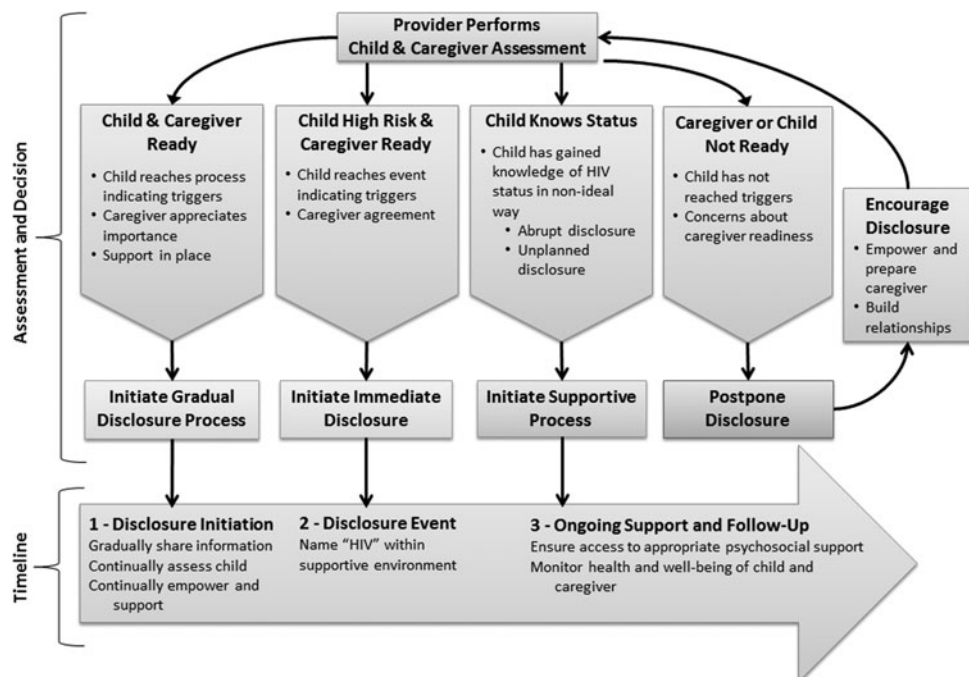 Provider Performs
Child & Caregiver Assessment
Child & Caregiver
Ready
• Child reaches process
indicating triggers
• Caregiver appreciates
importance
• Support in place
Child High Risk &
Caregiver Ready
• Child reaches event
indicating triggers
• Caregiver agreement
Child Knows Status
• Child has gained
knowledge of HIV
status in non-ideal
way
• Abrupt disclosure
• Unplanned
disclosure
Caregiver or Child
Not Ready
• Child has not
reached triggers
• Concerns about
caregiver readiness
Encourage
Disclosure
• Empower and
prepare
caregiver
• Build
relationships
Initiate Gradual
Disclosure Process
Initiate Immediate
Disclosure
Initiate Supportive
Process
Postpone
Disclosure
Assessment and Decision
Timeline
1 - Disclosure Initiation
Gradually share information
Continually assess child
Continually empower and
support
2 - Disclosure Event
Name “HIV” within
supportive environment
3 - Ongoing Support and Follow-Up
Ensure access to appropriate psychosocial support
Monitor health and well-being of child and
caregiver